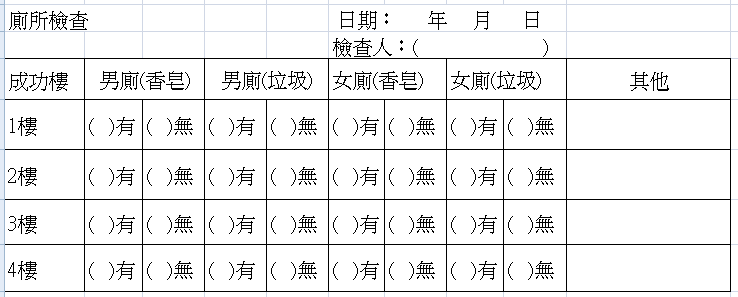 廁所檢查 日期： 年 月 日
檢查人：( )
成功樓 男廁(香皂) 男廁(垃圾) 女廁(香皂) 女廁(垃圾) 其他
1樓 ( )有 ( )無 ( )有 ( )無 ( )有 ( )無 ( )有 ( )無
2樓 ( )有 ( )無 ( )有 ( )無 ( )有 ( )無 ( )有 ( )無
3樓 ( )有 ( )無 ( )有 ( )無 ( )有 ( )無 ( )有 ( )無
4樓 ( )有 ( )無 ( )有 ( )無 ( )有 ( )無 ( )有 ( )無